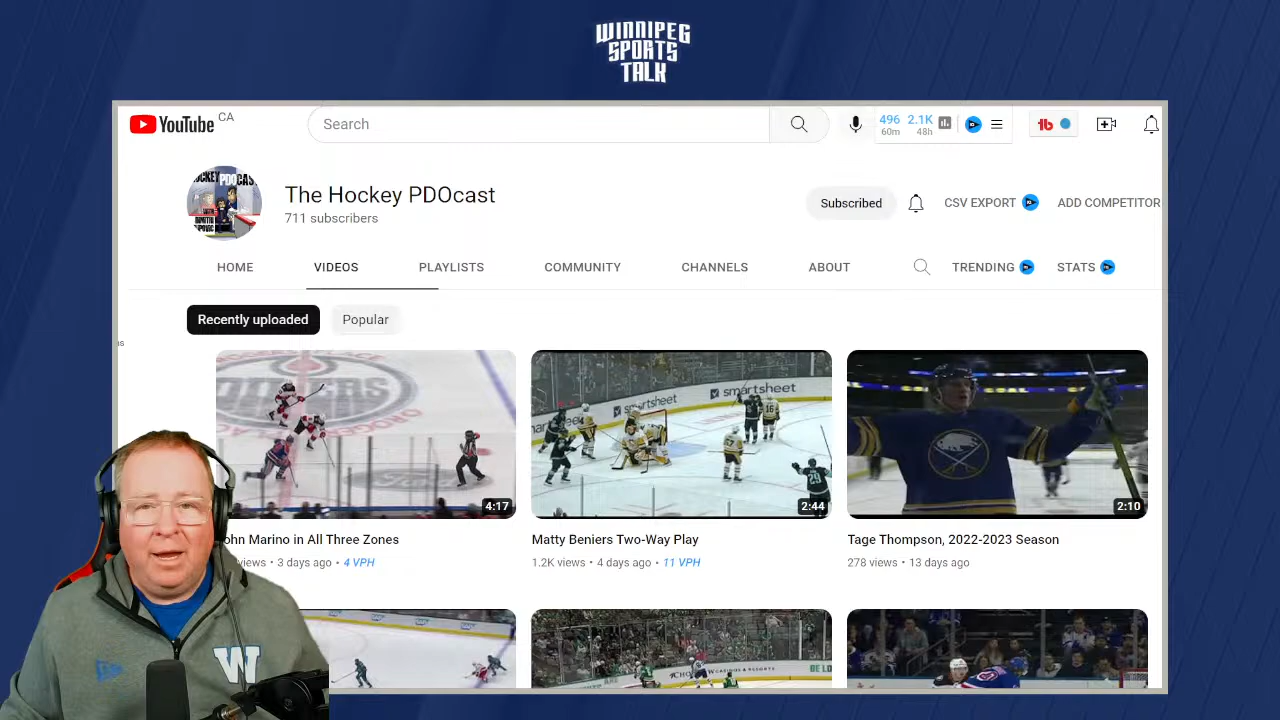 WINNIPEG
SPORTS
TALK
YouTube CA
Search
496 2.1K
60m 48h
The Hockey PDOcast
711 subscribers
Subscribed
CSV EXPORT
ADD COMPETITOR
HOME VIDEOS PLAYLISTS COMMUNITY CHANNELS ABOUT TRENDING STATS
Recently uploaded Popular
smartsheet
smartsheet
4:17 2:44 2:10
ohn Marino in All Three Zones
Matty Beniers Two-Way Play
Tage Thompson, 2022-2023 Season
iews • 3 days ago • 4 VPH
1.2K views • 4 days ago • 11 VPH
278 views • 13 days ago
W